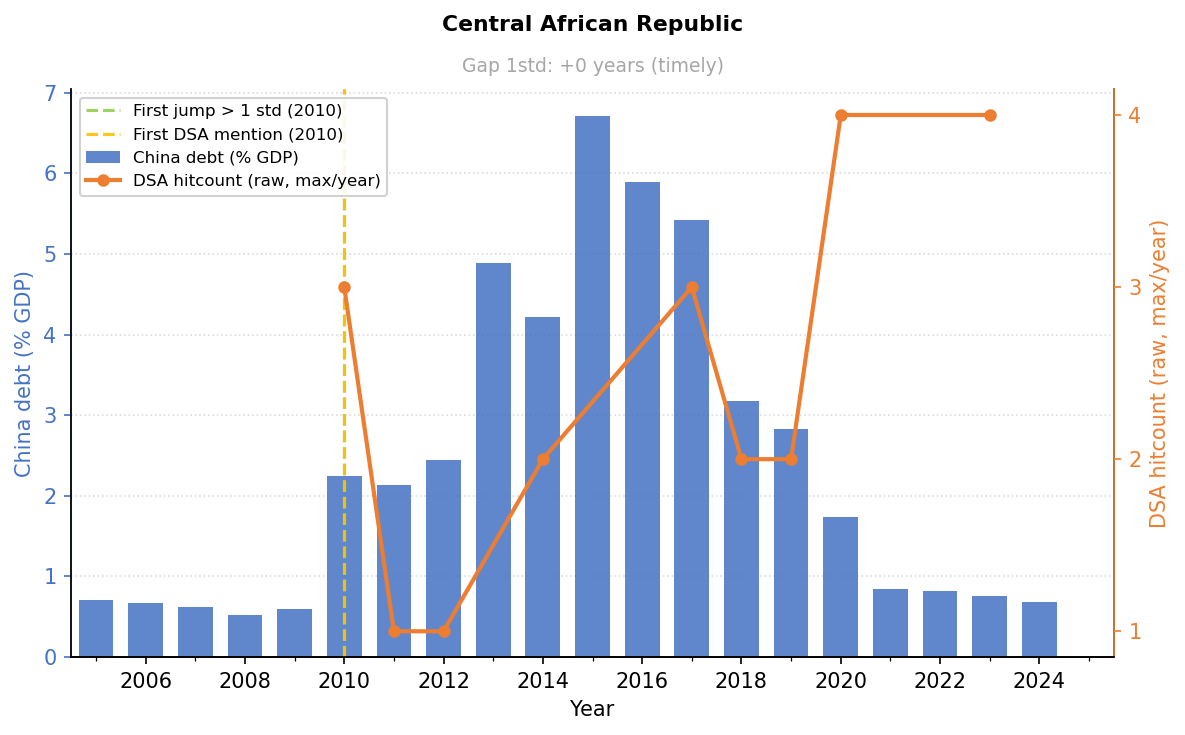 Central African Republic
Gap 1std: +0 years (timely)
First jump > 1 std (2010)
First DSA mention (2010)
China debt (% GDP)
DSA hitcount (raw, max/year)
7
6
5
4
3
2
1
0
China debt (% GDP)
4
3
2
1
DSA hitcount (raw, max/year)
2006 2008 2010 2012 2014 2016 2018 2020 2022 2024
Year